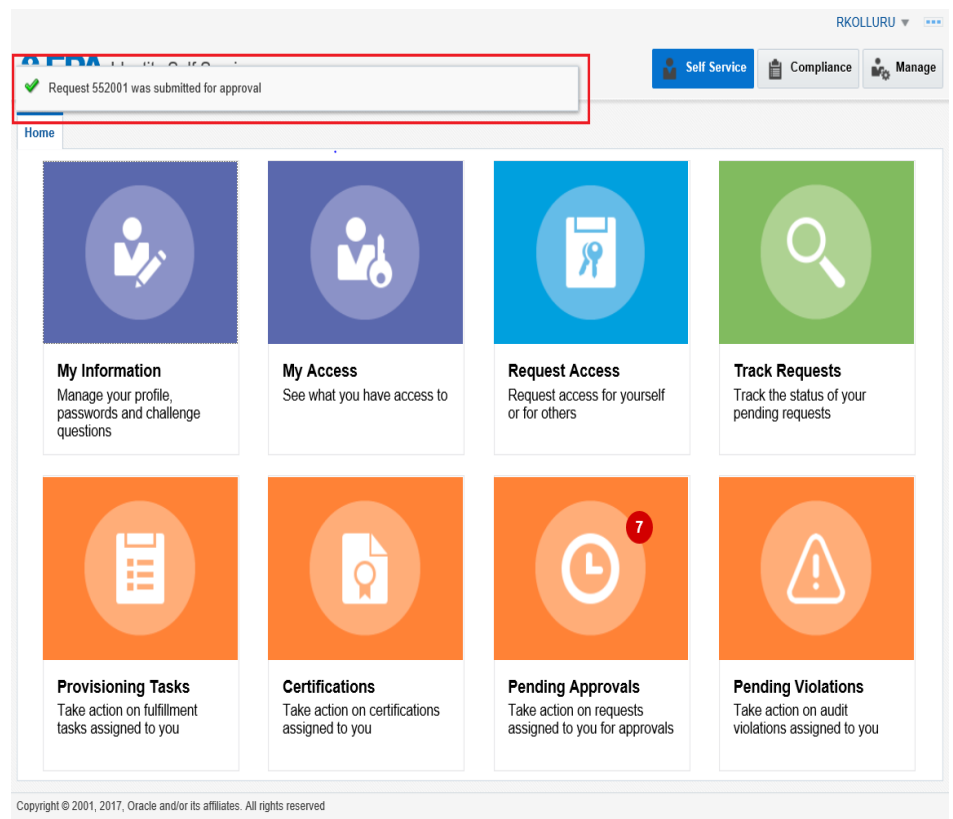 RKOLLURU
Self Service
Compliance
Manage
Request 552001 was submitted for approval
Home
My Information
Manage your profile,
passwords and challenge
questions
My Access
See what you have access to
Request Access
Request access for yourself
or for others
Track Requests
Track the status of your
pending requests
7
Provisioning Tasks
Take action on fulfillment
tasks assigned to you
Certifications
Take action on certifications
assigned to you
Pending Approvals
Take action on requests
assigned to you for approvals
Pending Violations
Take action on audit
violations assigned to you
Copyright © 2001, 2017, Oracle and/or its affiliates. All rights reserved